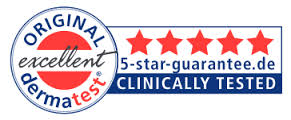 ORIGINAL
excellent
dermatest®
5-star-guarantee.de
CLINICALLY TESTED